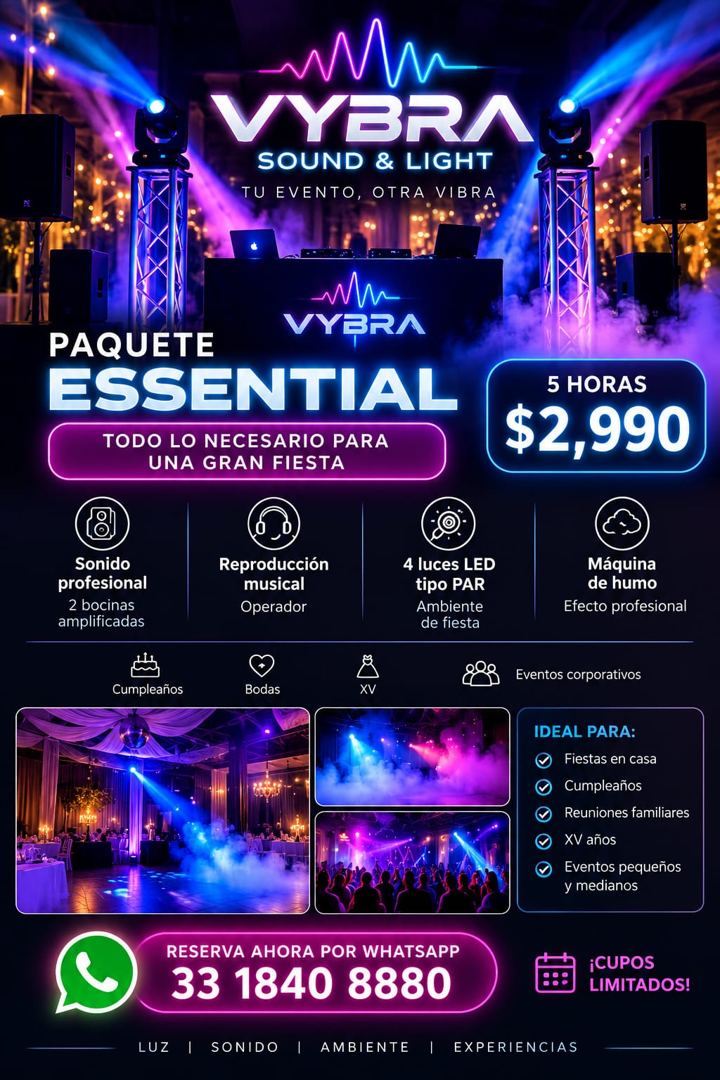 VYBRA
SOUND & LIGHT
TU EVENTO, OTRA VIBRA
VYBRA
PAQUETE
ESSENTIAL
TODO LO NECESARIO PARA
UNA GRAN FIESTA
5 HORAS
$2,990
Sonido
profesional
2 bocinas
amplificadas
Reproducción
musical
Operador
4 luces LED
tipo PAR
Ambiente
de fiesta
Máquina
de humo
Efecto profesional
Cumpleaños
Bodas
XV
Eventos corporativos
IDEAL PARA:
Fiestas en casa
Cumpleaños
Reuniones familiares
XV años
Eventos pequeños
y medianos
RESERVA AHORA POR WHATSAPP
33 1840 8880
¡CUPOS
LIMITADOS!
LUZ | SONIDO | AMBIENTE | EXPERIENCIAS